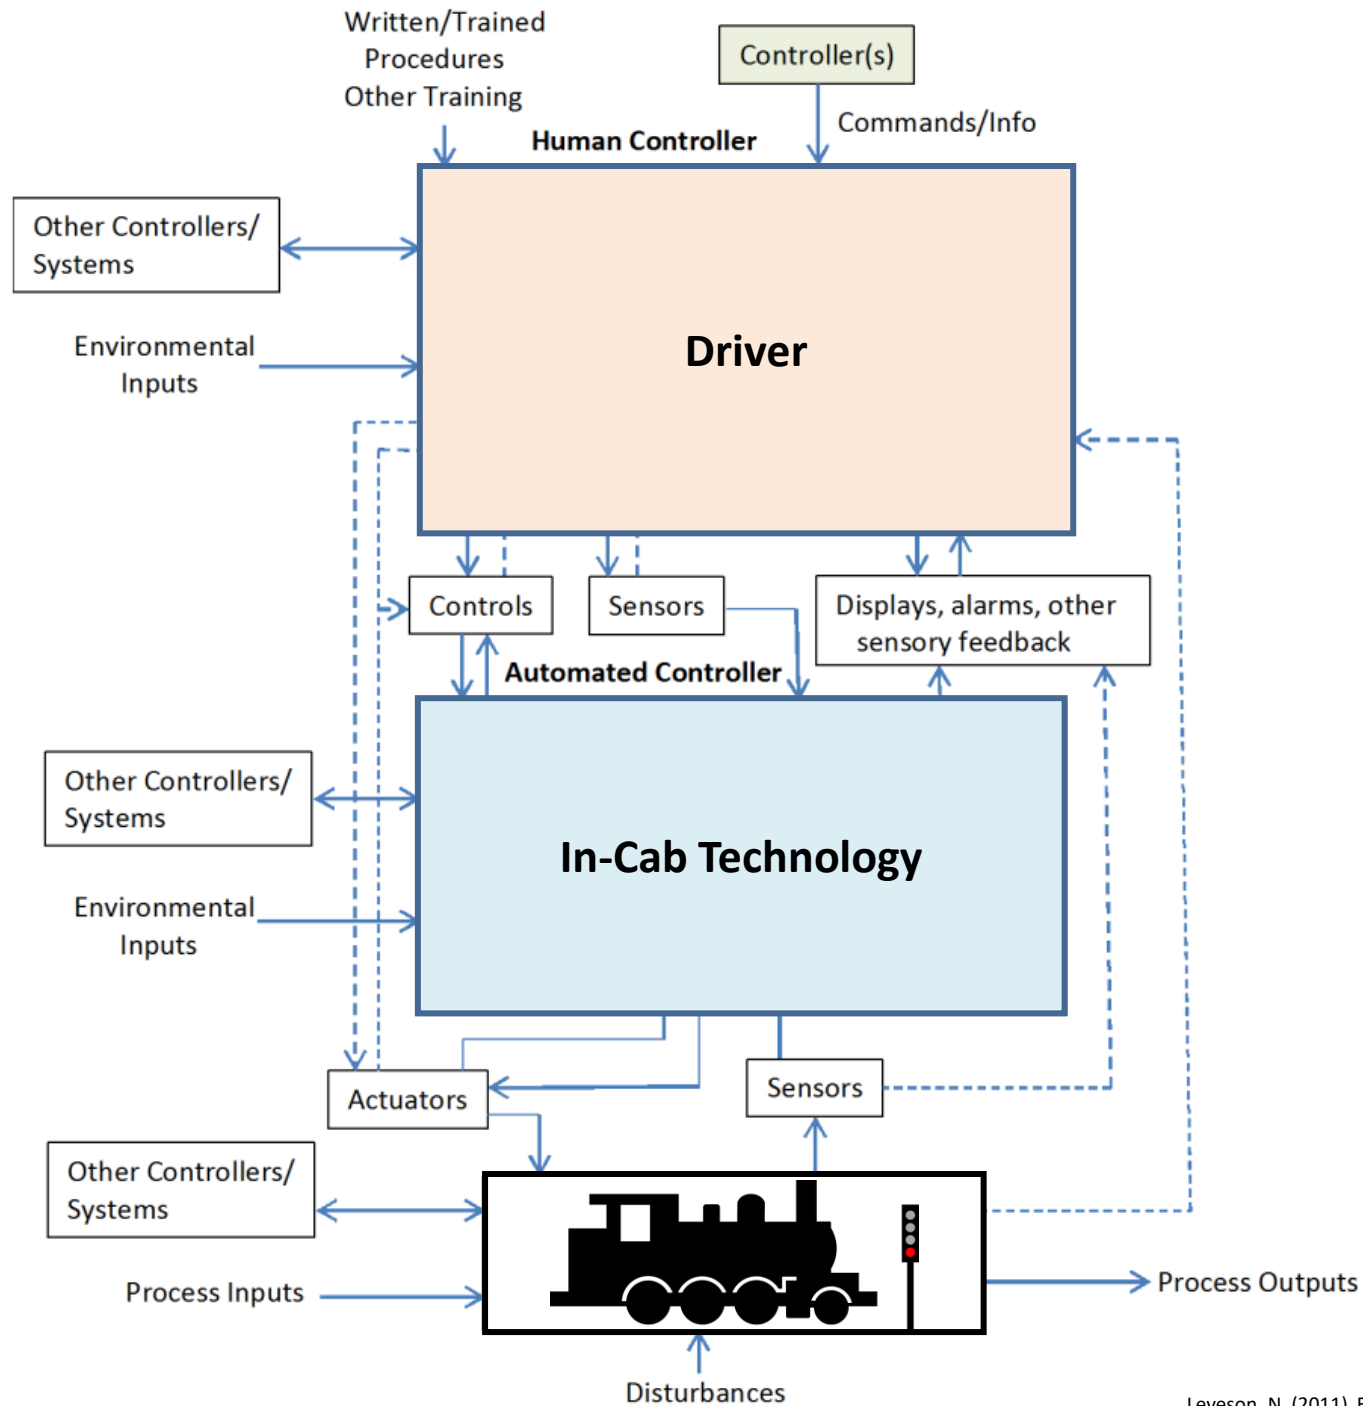 Written/Trained
Procedures
Other Training
Controller(s)
Commands/Info
Human Controller
Other Controllers/
Systems
Driver
Environmental
Inputs
Controls
Sensors
Displays, alarms, other
sensory feedback
Automated Controller
Other Controllers/
Systems
In-Cab Technology
Environmental
Inputs
Actuators
Sensors
Other Controllers/
Systems
Process Inputs
Process Outputs
Disturbances
Leveson, N. (2011).